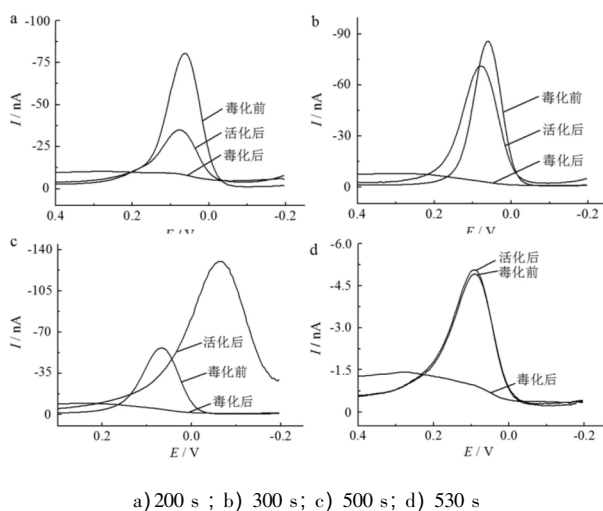 a
-100
-75
-50
-25
0
I / nA
毒化前
活化后
毒化后
0.4 0.2 0.0 -0.2
E / V
b
-90
-60
-30
0
I / nA
毒化前
活化后
毒化后
0.4 0.2 0.0 -0.2
E / V
c
-140
-105
-70
-35
0
I / nA
活化后
毒化前
毒化后
0.2 0.0 -0.2
E / V
d
-6.0
-4.5
-3.0
-1.5
0
I / nA
活化后
毒化前
毒化后
0.4 0.2 0.0 -0.2
E / V
a) 200 s ; b) 300 s; c) 500 s; d) 530 s